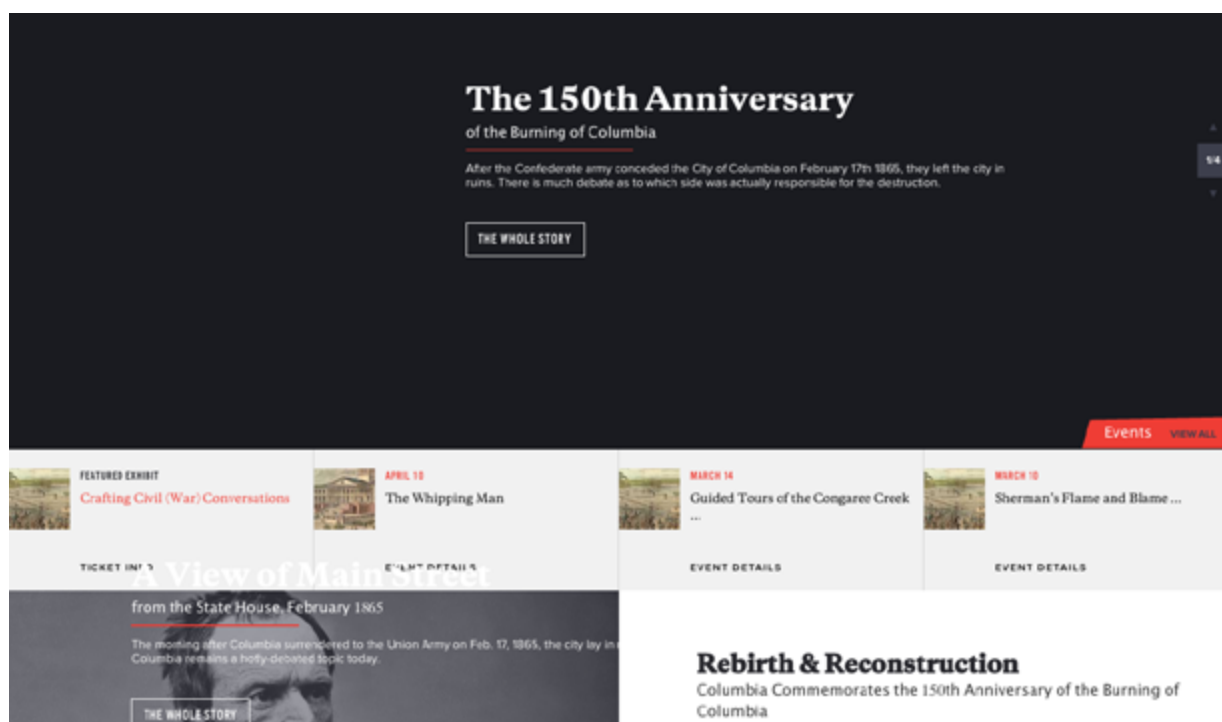 The 150th Anniversary
of the Burning of Columbia
After the Confederate army conceded the City of Columbia on February 17th 1865, they left the city in
ruins. There is much debate as to which side was actually responsible for the destruction.
1/4
THE WHOLE STORY
Events VIEW ALL
FEATURED EXHIBIT
Crafting Civil (War) Conversations
TICKET INFO
APRIL 10
The Whipping Man
EVENT DETAILS
MARCH 14
Guided Tours of the Congaree Creek
...
EVENT DETAILS
MARCH 10
Sherman's Flame and Blame ...
EVENT DETAILS
A View of Main Street
from the State House, February 1865
The morning after Columbia surrendered to the Union Army on Feb. 17, 1865, the city lay in
Columbia remains a hotly-debated topic today.
THE WHOLE STORY
Rebirth & Reconstruction
Columbia Commemorates the 150th Anniversary of the Burning of
Columbia